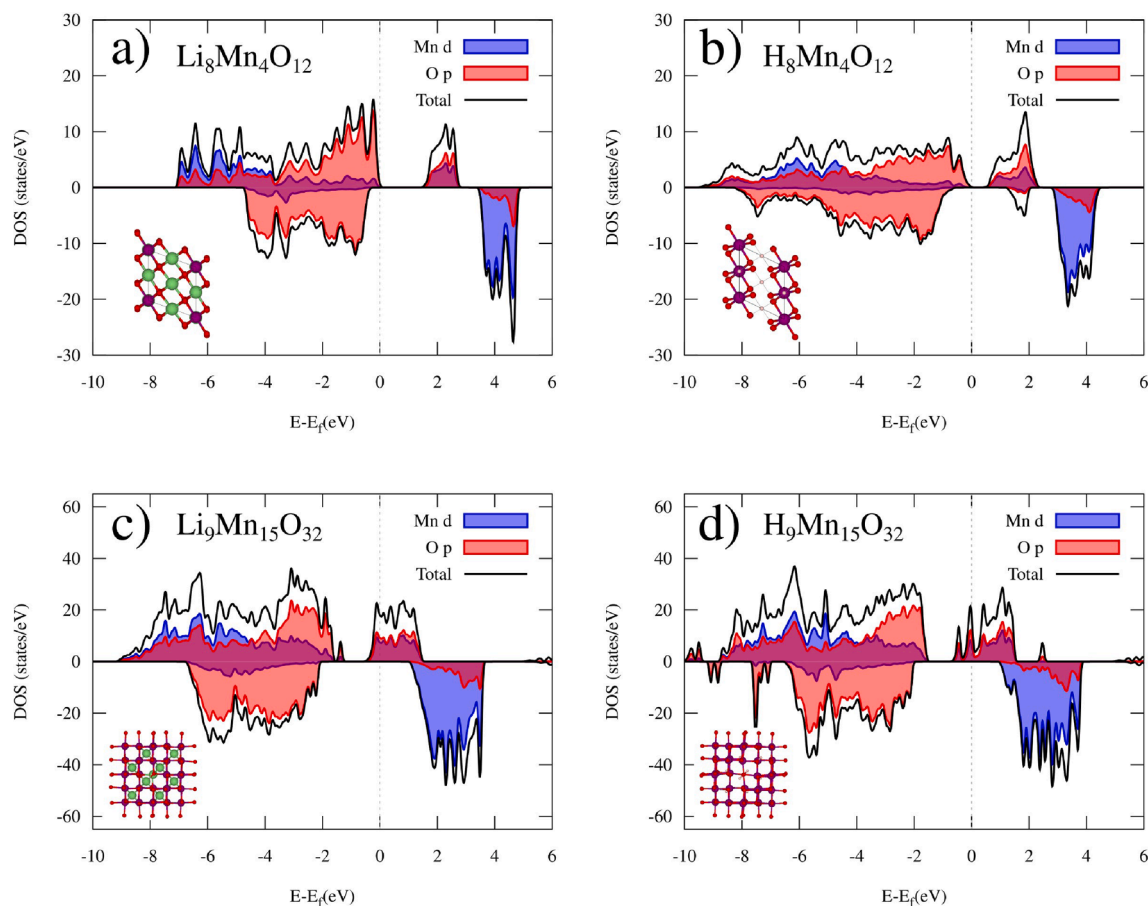 a) Li₈Mn₄O₁₂
Mn d
O p
Total
DOS (states/eV)
30
20
10
0
-10
-20
-30
-10 -8 -6 -4 -2 0 2 4 6
E-E_f(eV)
b) H₈Mn₄O₁₂
Mn d
O p
Total
DOS (states/eV)
30
20
10
0
-10
-20
-30
-10 -8 -6 -4 -2 0 2 4 6
E-E_f(eV)
c) Li₉Mn₁₅O₃₂
Mn d
O p
Total
DOS (states/eV)
60
40
20
0
-20
-40
-60
-10 -8 -6 -4 -2 0 2 4 6
E-E_f(eV)
d) H₉Mn₁₅O₃₂
Mn d
O p
Total
DOS (states/eV)
60
40
20
0
-20
-40
-60
-10 -8 -6 -4 -2 0 2 4 6
E-E_f(eV)